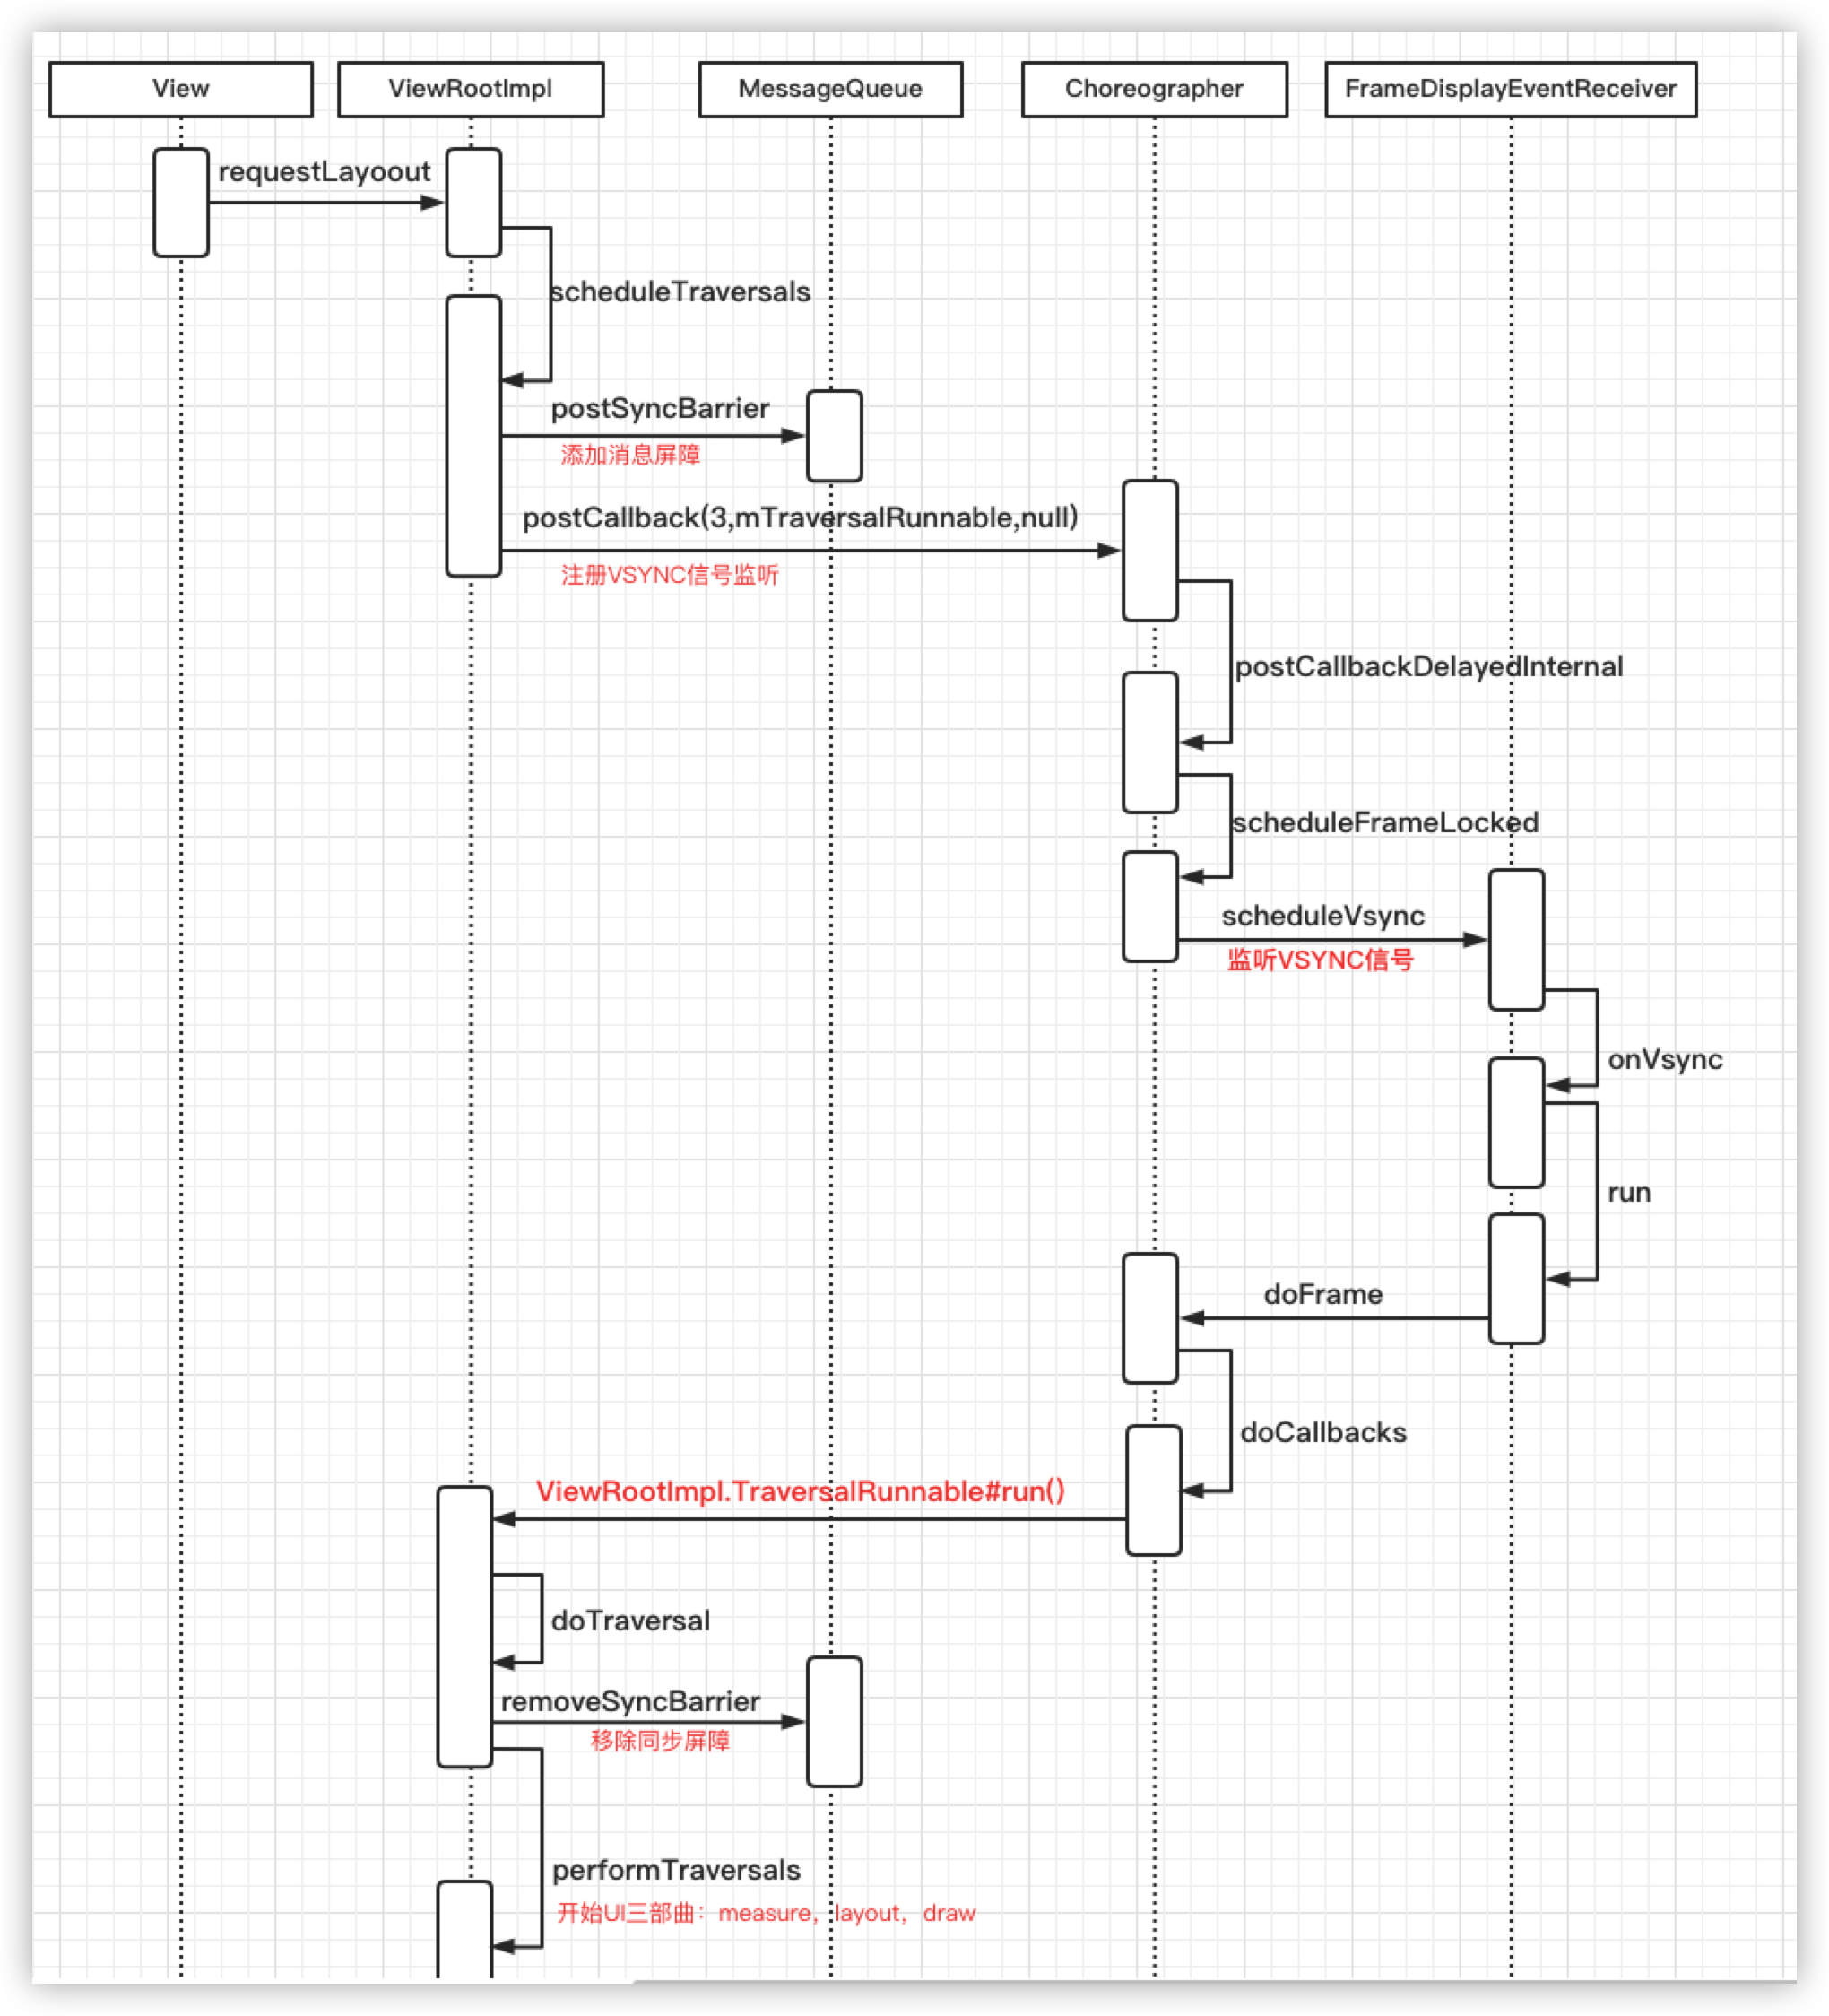 View
ViewRootImpl
MessageQueue
Choreographer
FrameDisplayEventReceiver
requestLayoout
scheduleTraversals
postSyncBarrier
添加消息屏障
postCallback(3,mTraversalRunnable,null)
注册VSYNC信号监听
postCallbackDelayedInternal
scheduleFrameLocked
scheduleVsync
监听VSYNC信号
onVsync
run
doFrame
doCallbacks
ViewRootImpl.TraversalRunnable#run()
doTraversal
removeSyncBarrier
移除同步屏障
performTraversals
开始UI三部曲：measure，layout，draw